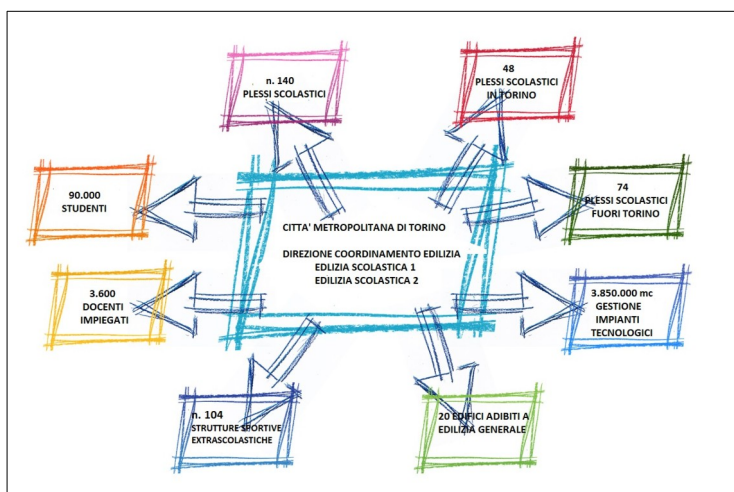 n. 140
PLESSI SCOLASTICI
48
PLESSI SCOLASTICI
IN TORINO
90.000
STUDENTI
74
PLESSI SCOLASTICI
FUORI TORINO
CITTA' METROPOLITANA DI TORINO
DIREZIONE COORDINAMENTO EDILIZIA
EDLIZIA SCOLASTICA 1
EDILIZIA SCOLASTICA 2
3.600
DOCENTI
IMPIEGATI
3.850.000 mc
GESTIONE
IMPIANTI
TECNOLOGICI
n. 104
STRUTTURE SPORTIVE
EXTRASCOLASTICHE
20 EDIFICI ADIBITI A
EDILIZIA GENERALE